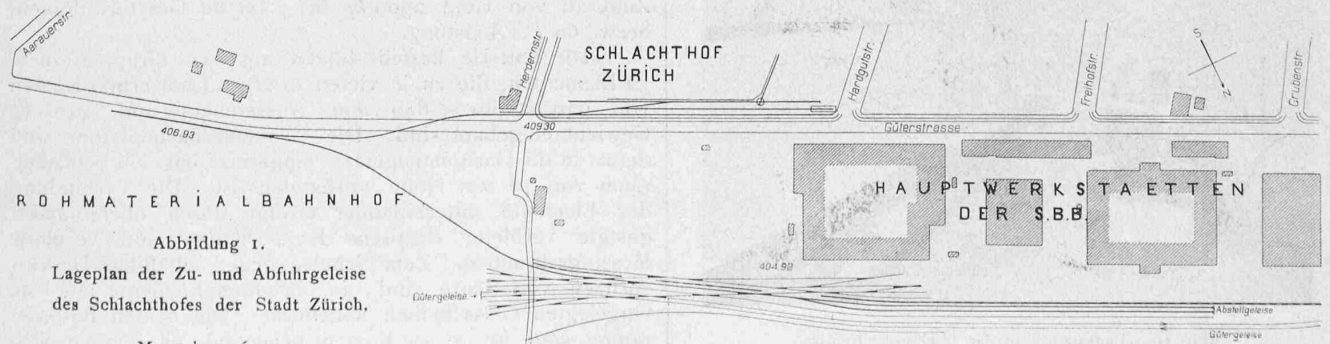 Aarauerstr.
Herdernstr.
SCHLACHTHOF
ZÜRICH
Hardgutstr.
Freihofstr.
Grubenstr.
S
N
406.93
409.30
Güterstrasse
ROHMATERIALBAHNHOF
HAUPTWERKSTAETTEN
DER S.B.B.
Abbildung 1.
Lageplan der Zu- und Abfuhrgeleise
des Schlachthofes der Stadt Zürich.
404.98
Gütergeleise →
Abstellgeleise
Gütergeleise